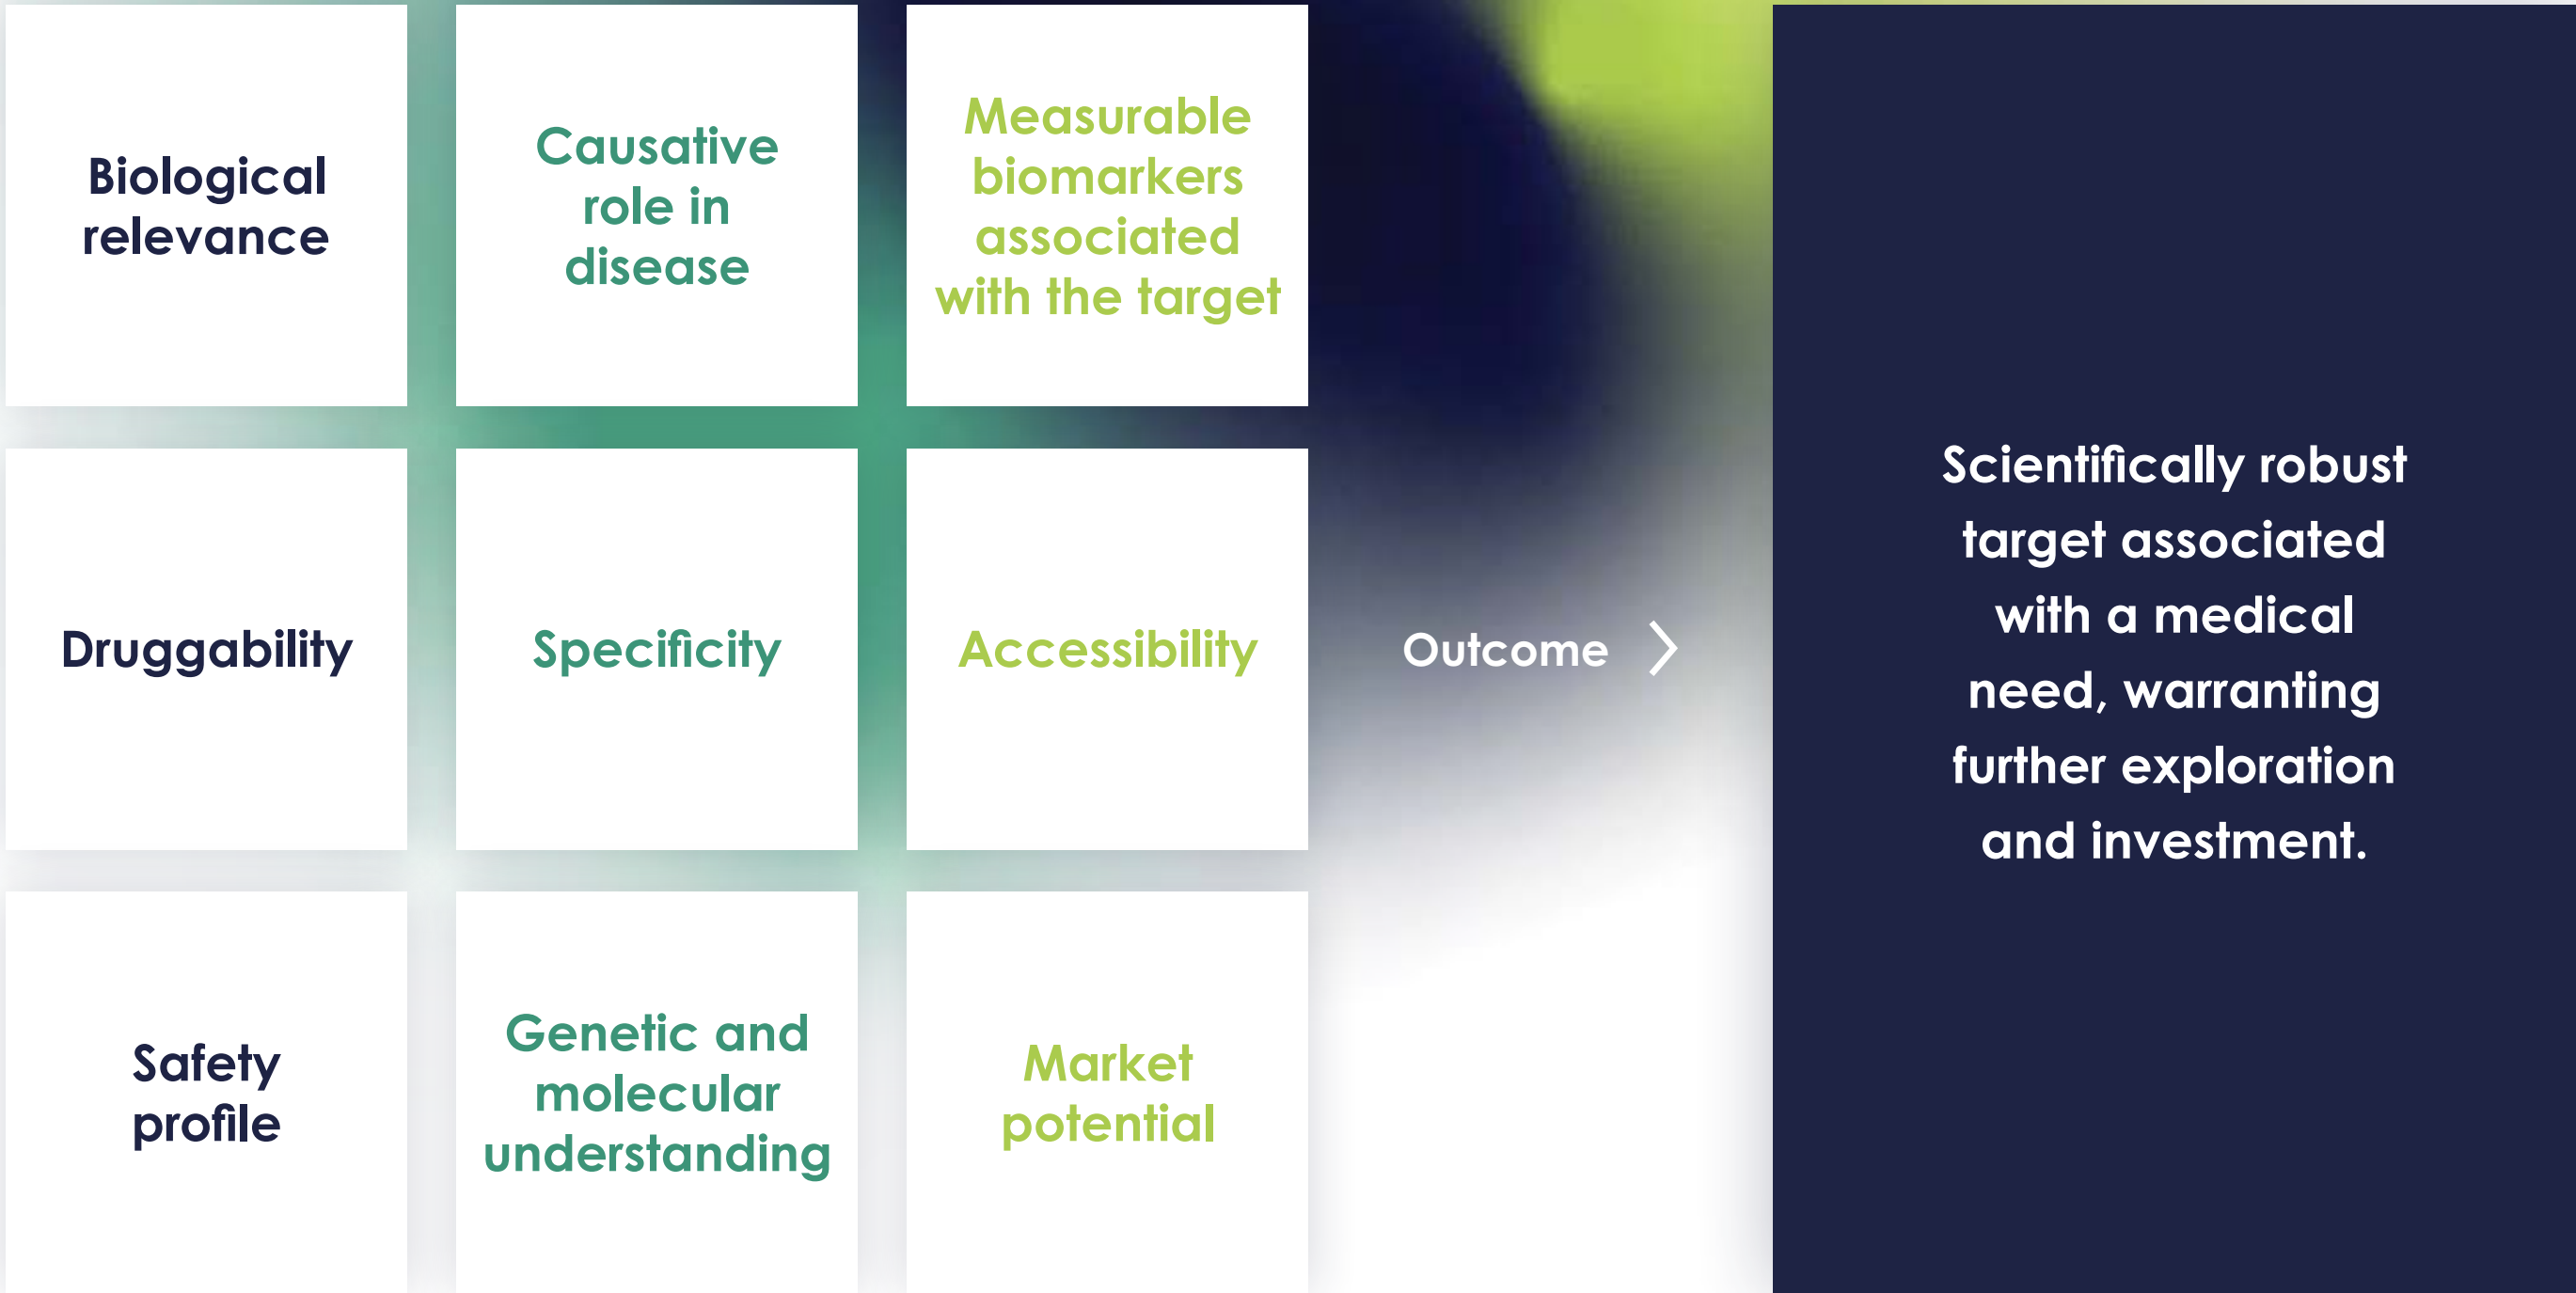 Biological
relevance
Causative
role in
disease
Measurable
biomarkers
associated
with the target
Druggability
Specificity
Accessibility
Safety
profile
Genetic and
molecular
understanding
Market
potential
Outcome
Scientifically robust
target associated
with a medical
need, warranting
further exploration
and investment.